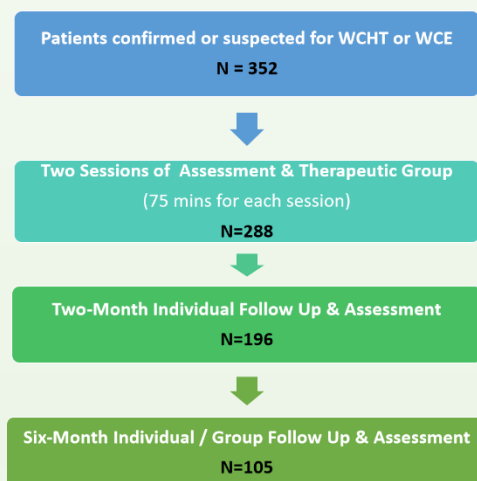 Patients confirmed or suspected for WCHT or WCE
N = 352
Two Sessions of Assessment & Therapeutic Group
(75 mins for each session)
N=288
Two-Month Individual Follow Up & Assessment
N=196
Six-Month Individual / Group Follow Up & Assessment
N=105